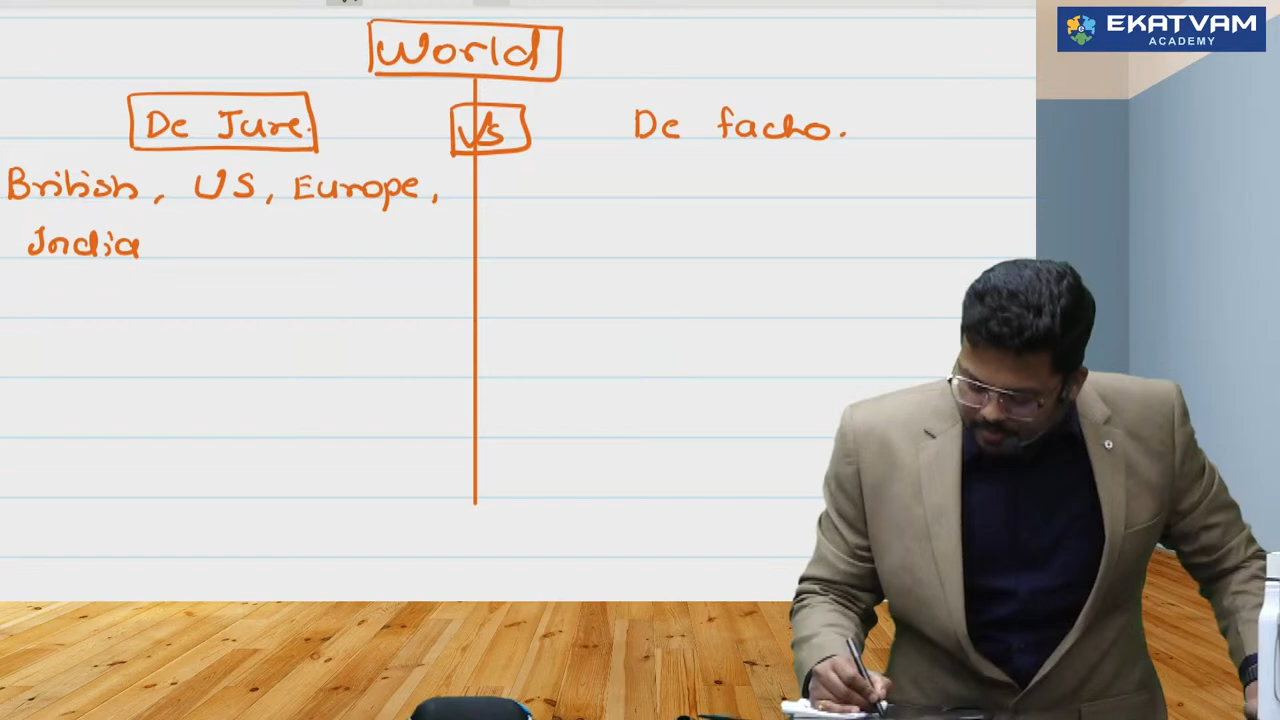 EKATVAM
ACADEMY
World
De Jure. Vs De facto.
British, US, Europe,
India